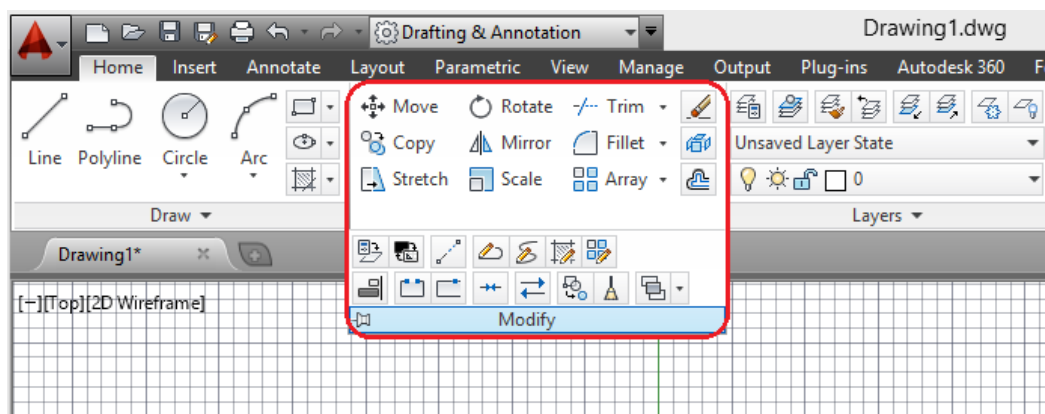 Drafting & Annotation Drawing1.dwg
Home Insert Annotate Layout Parametric View Manage Output Plug-ins Autodesk 360 F
Move Rotate Trim
Copy Mirror Fillet Unsaved Layer State
Line Polyline Circle Arc
Stretch Scale Array 0
Draw Layers
Drawing1*
[−][Top][2D Wireframe]
Modify